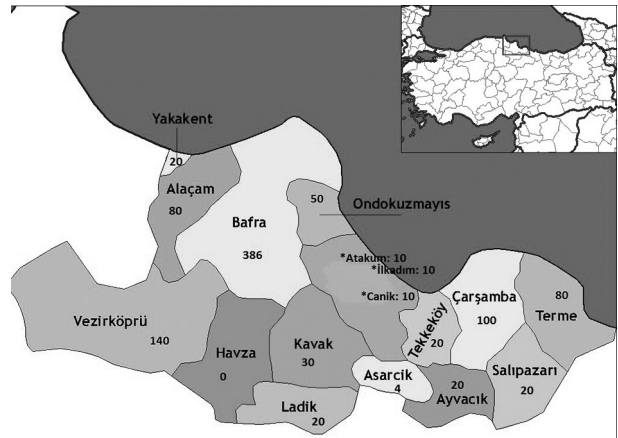 Yakakent
20
Alaçam
80
50
Ondokuzmayıs
Bafra
386
*Atakum: 10
*İlkadım: 10
*Canik: 10
Çarşamba
100
80
Terme
Tekkeköy
20
Vezirköprü
140
Havza
0
Kavak
30
Asarcik
4
Salıpazarı
20
20
Ayvacık
Ladik
20